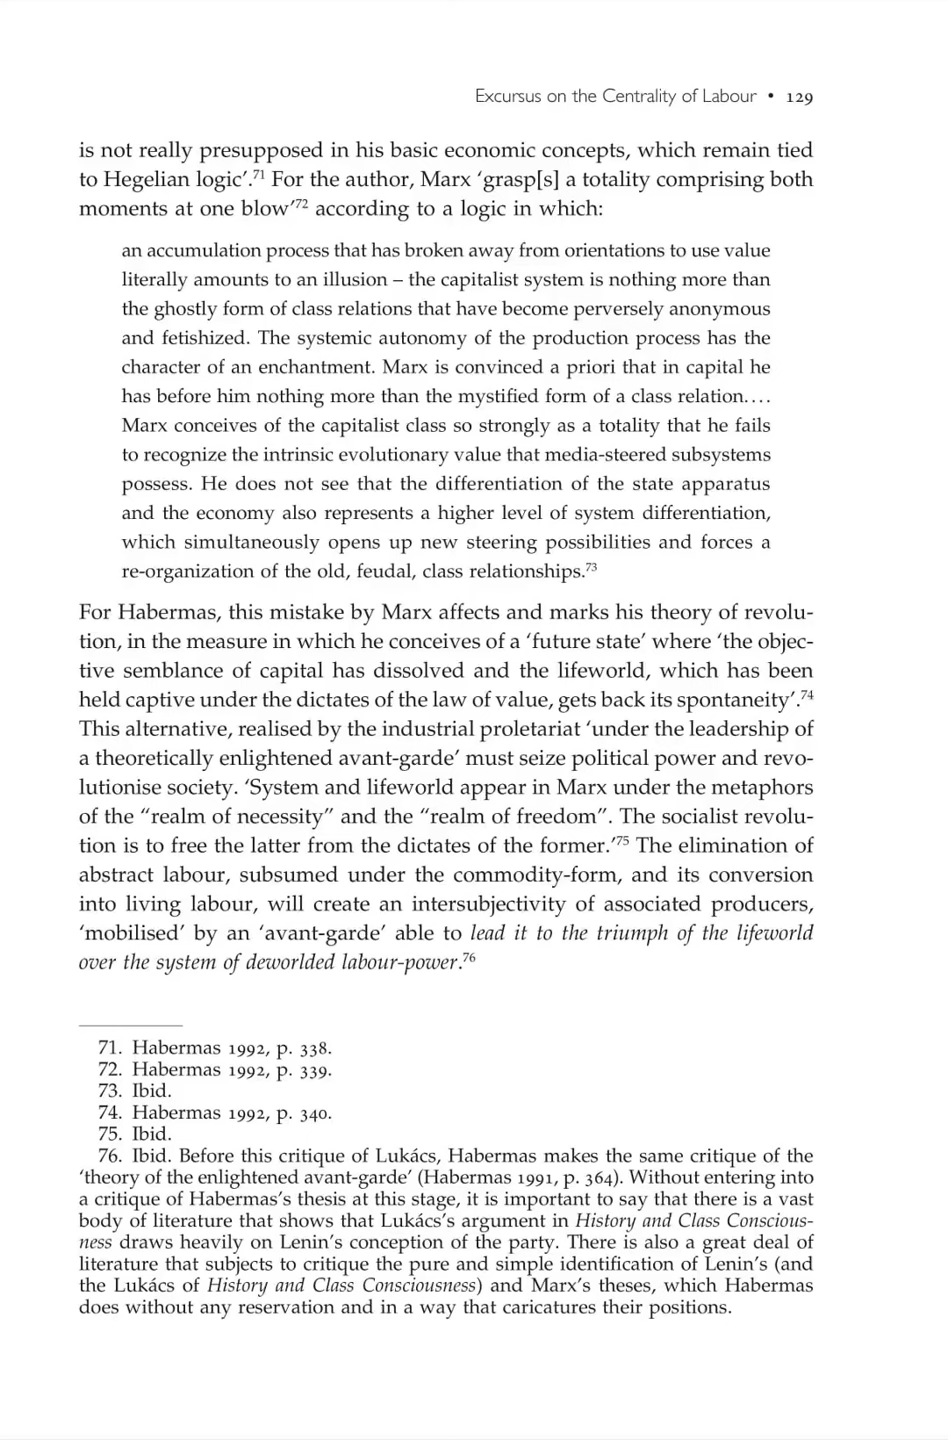 Excursus on the Centrality of Labour • 129
is not really presupposed in his basic economic concepts, which remain tied
to Hegelian logic’.71 For the author, Marx ‘grasp[s] a totality comprising both
moments at one blow’72 according to a logic in which:
an accumulation process that has broken away from orientations to use value
literally amounts to an illusion – the capitalist system is nothing more than
the ghostly form of class relations that have become perversely anonymous
and fetishized. The systemic autonomy of the production process has the
character of an enchantment. Marx is convinced a priori that in capital he
has before him nothing more than the mystified form of a class relation....
Marx conceives of the capitalist class so strongly as a totality that he fails
to recognize the intrinsic evolutionary value that media-steered subsystems
possess. He does not see that the differentiation of the state apparatus
and the economy also represents a higher level of system differentiation,
which simultaneously opens up new steering possibilities and forces a
re-organization of the old, feudal, class relationships.73
For Habermas, this mistake by Marx affects and marks his theory of revolu-
tion, in the measure in which he conceives of a ‘future state’ where ‘the objec-
tive semblance of capital has dissolved and the lifeworld, which has been
held captive under the dictates of the law of value, gets back its spontaneity’.74
This alternative, realised by the industrial proletariat ‘under the leadership of
a theoretically enlightened avant-garde’ must seize political power and revo-
lutionise society. ‘System and lifeworld appear in Marx under the metaphors
of the “realm of necessity” and the “realm of freedom”. The socialist revolu-
tion is to free the latter from the dictates of the former.’75 The elimination of
abstract labour, subsumed under the commodity-form, and its conversion
into living labour, will create an intersubjectivity of associated producers,
‘mobilised’ by an ‘avant-garde’ able to lead it to the triumph of the lifeworld
over the system of deworlded labour-power.76
71. Habermas 1992, p. 338.
72. Habermas 1992, p. 339.
73. Ibid.
74. Habermas 1992, p. 340.
75. Ibid.
76. Ibid. Before this critique of Lukács, Habermas makes the same critique of the
‘theory of the enlightened avant-garde’ (Habermas 1991, p. 364). Without entering into
a critique of Habermas’s thesis at this stage, it is important to say that there is a vast
body of literature that shows that Lukács’s argument in History and Class Conscious-
ness draws heavily on Lenin’s conception of the party. There is also a great deal of
literature that subjects to critique the pure and simple identification of Lenin’s (and
the Lukács of History and Class Consciousness) and Marx’s theses, which Habermas
does without any reservation and in a way that caricatures their positions.